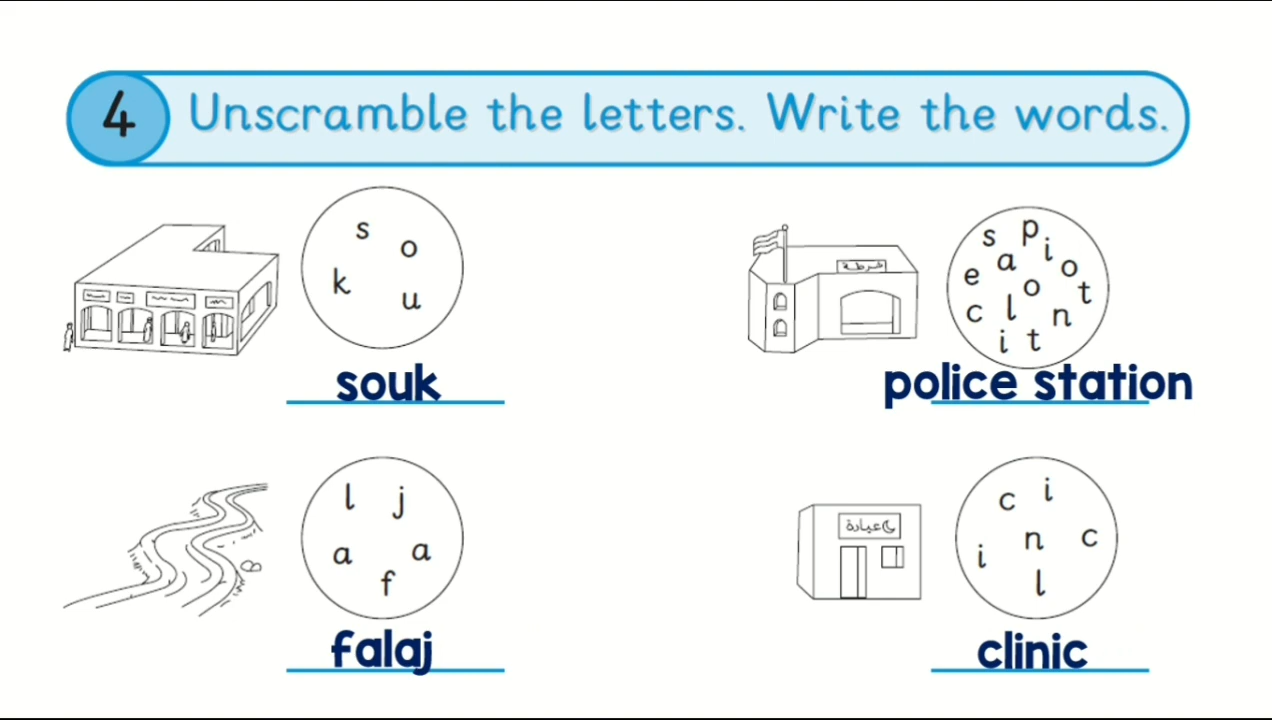 4 Unscramble the letters. Write the words.
s o k u
souk
شرطة
s p i a o e o t c l n i t
police station
l j a a f
falaj
عيادة
c i n c i l
clinic